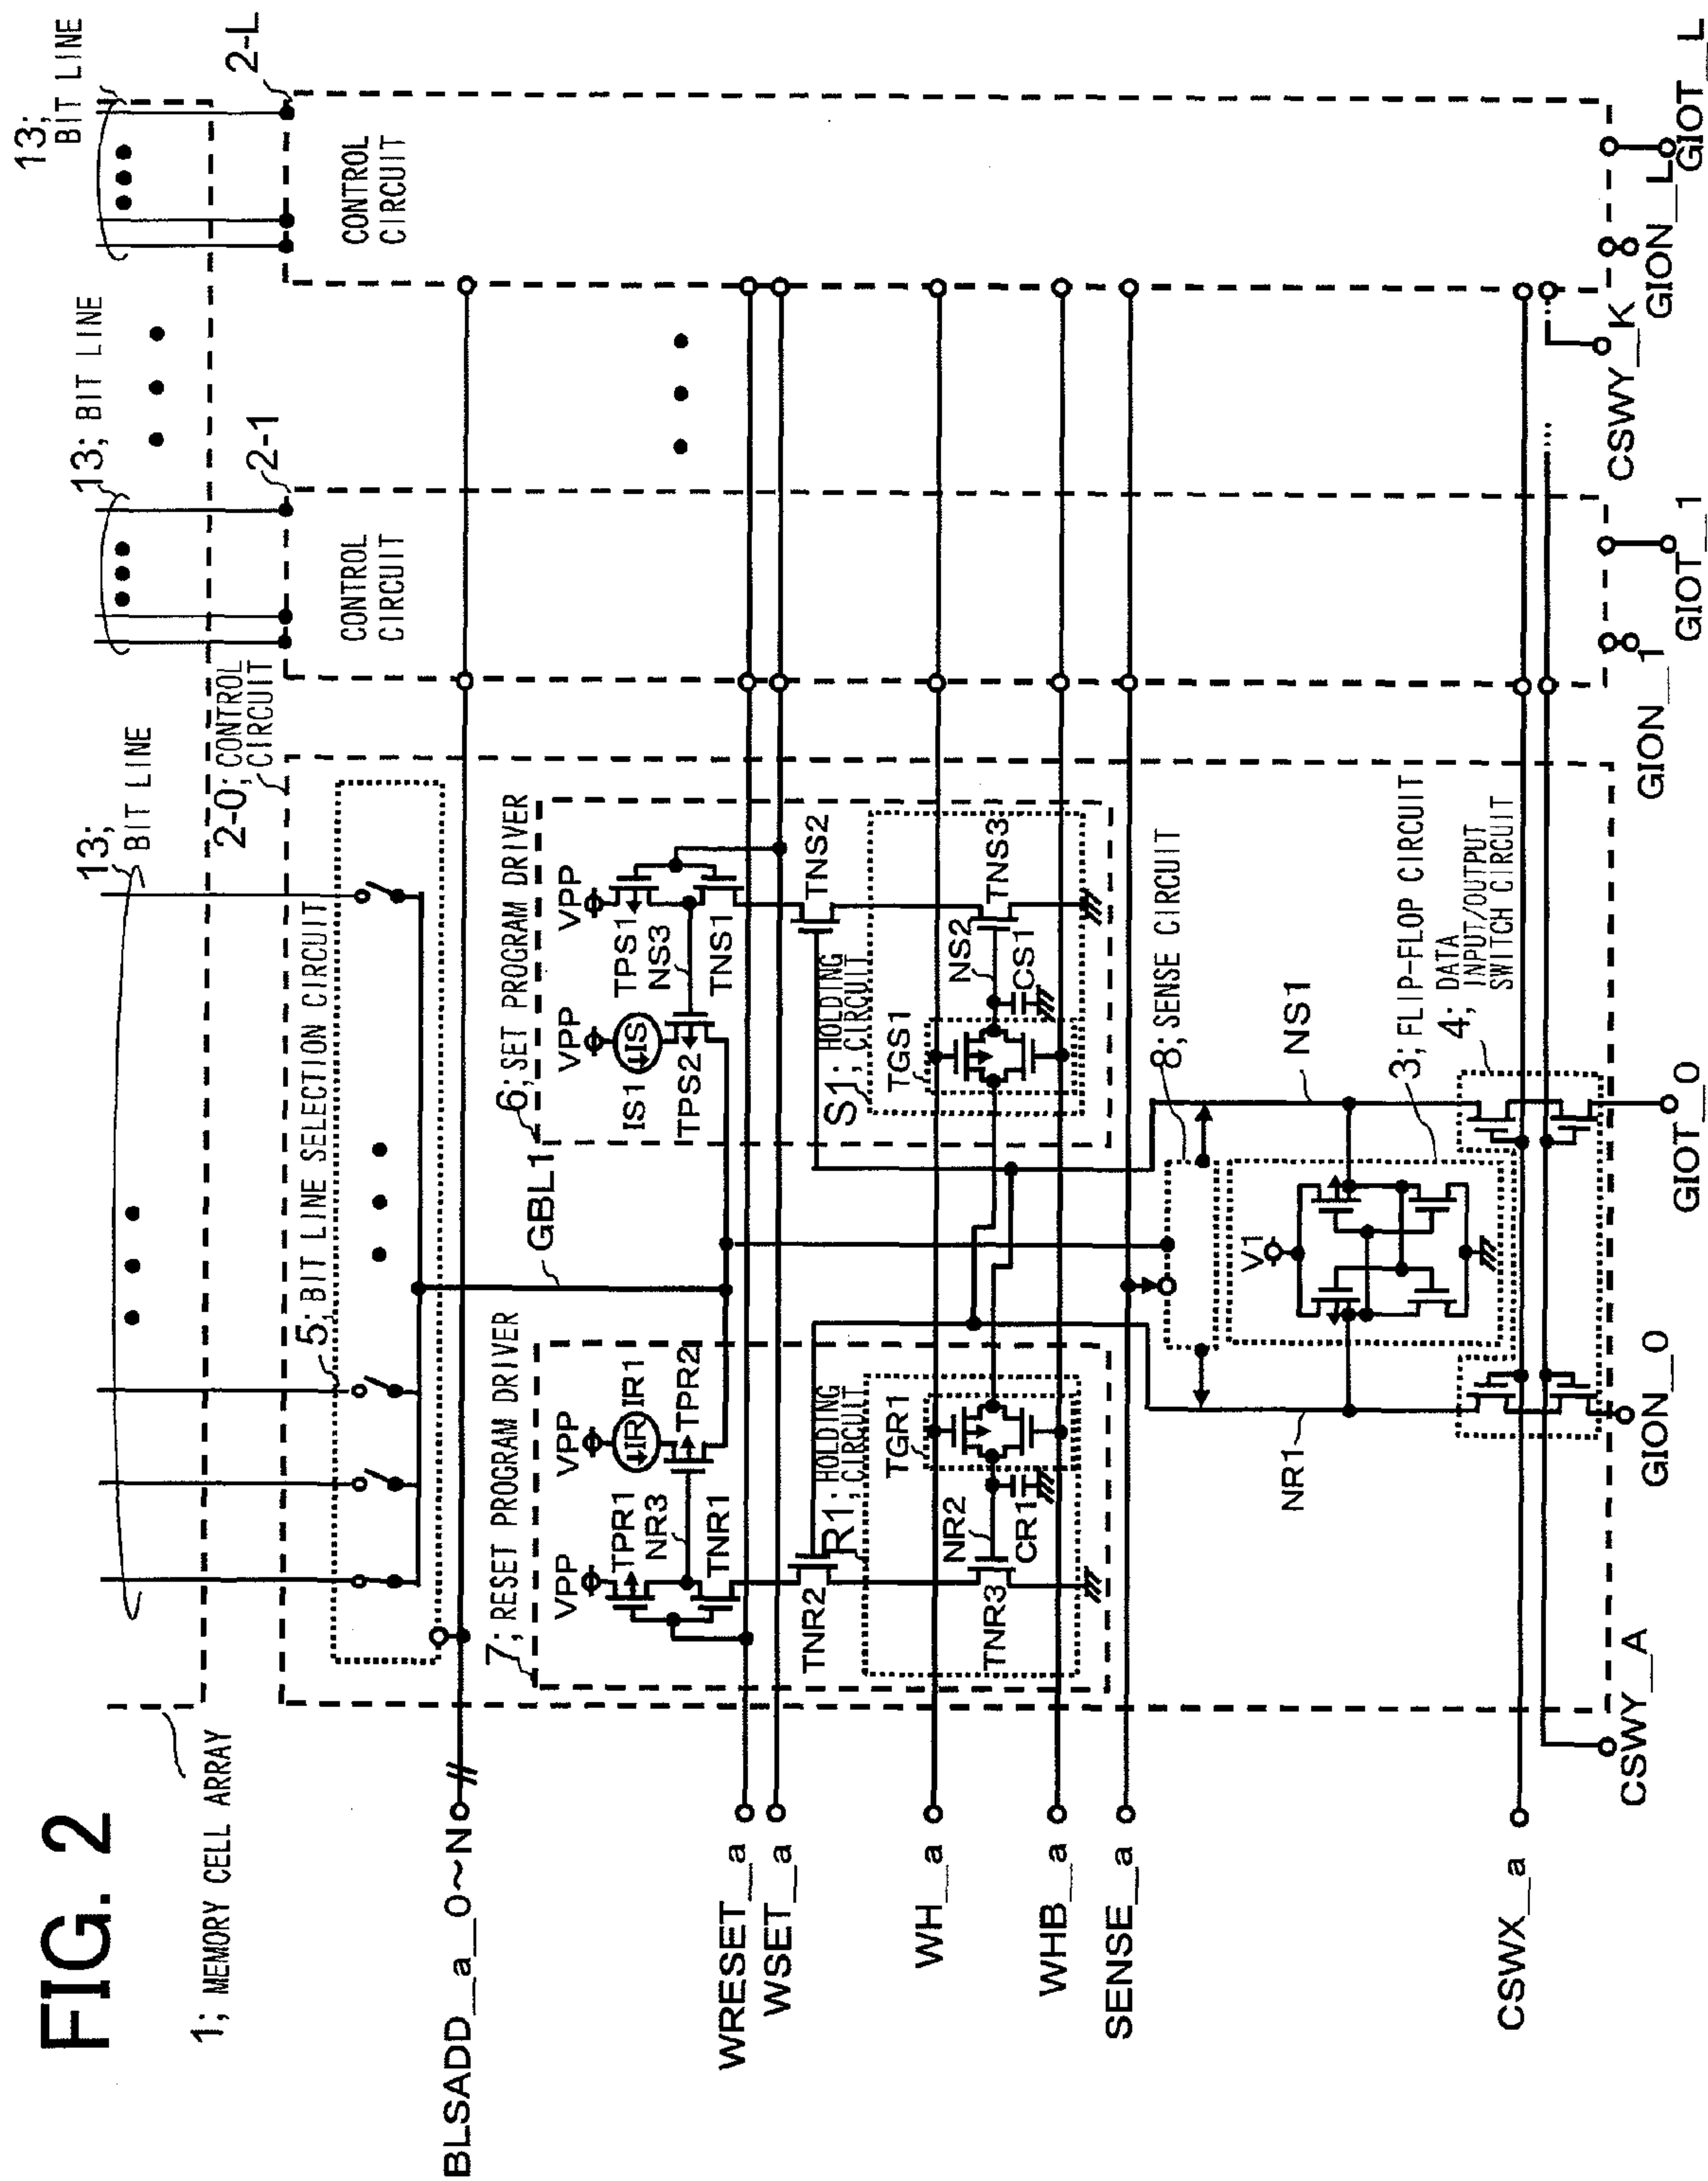 FIG. 2
1; MEMORY CELL ARRAY
13;
BIT LINE
13; BIT LINE
13; BIT LINE
13;
BIT LINE
2-0; CONTROL
CIRCUIT
2-1
2-L
5; BIT LINE SELECTION CIRCUIT
CONTROL
CIRCUIT
CONTROL
CIRCUIT
BLSADD_a_0~N
GBL1
7; RESET PROGRAM DRIVER
6; SET PROGRAM DRIVER
VPP
VPP
VPP
VPP
TPR1
NR3
TNR1
IR
IR1
TPR2
IS1
IS
TPS2
TPS1
NS3
TNS1
WRESET_a
WSET_a
TNR2
R1; HOLDING
CIRCUIT
S1; HOLDING
CIRCUIT
TNS2
TGR1
TGS1
WH_a
NR2
TNR3
CR1
NS2
CS1
TNS3
WHB_a
SENSE_a
8; SENSE CIRCUIT
NR1
V1
NS1
3; FLIP-FLOP CIRCUIT
4; DATA
INPUT/OUTPUT
SWITCH CIRCUIT
CSWX_a
CSWY_A
CSWY_K
GION_0
GIOT_0
GION_1
GIOT_1
GION_L
GIOT_L